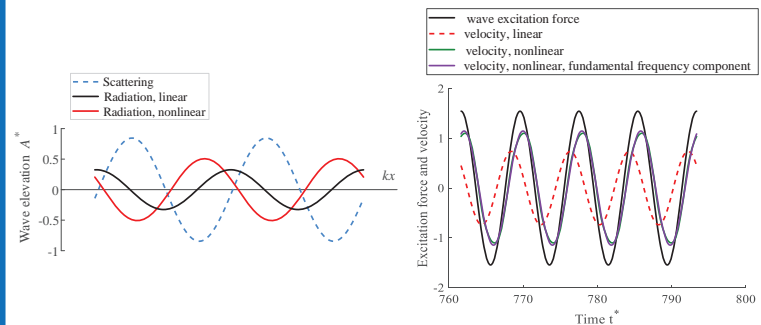 Scattering
Radiation, linear
Radiation, nonlinear
Wave elevation A*
1
0.5
0
-0.5
-1
kx
wave excitation force
velocity, linear
velocity, nonlinear
velocity, nonlinear, fundamental frequency component
Excitation force and velocity
2
1
0
-1
-2
760 770 780 790 800
Time t*